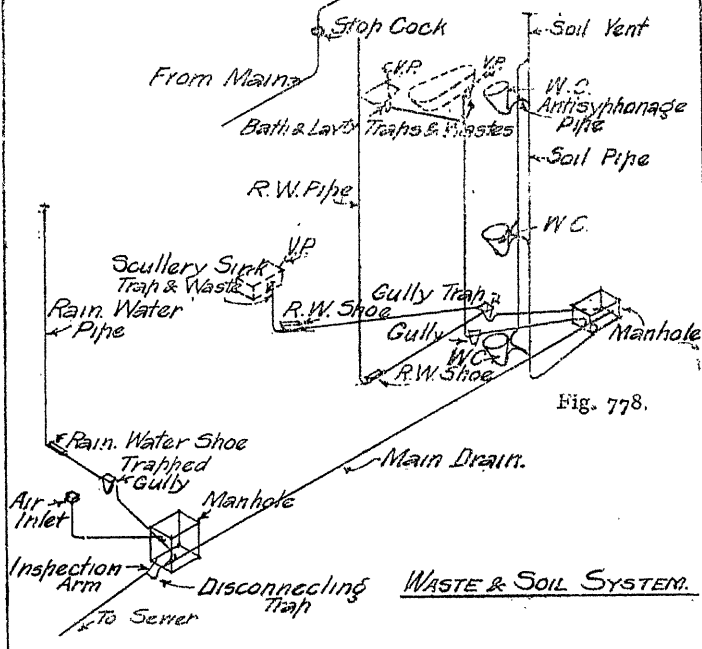 Stop Cock
Soil Vent
From Main
V.P.
V.P.
W.C.
Antisyphonage
Pipe
Bath & Lavty Traps & Wastes
Soil Pipe
R.W. Pipe
W.C.
V.P.
Scullery Sink
Trap & Waste
Gully Trap
R.W. Shoe
Rain Water
Pipe
Gully
Manhole
W.C.
R.W. Shoe
Fig. 778.
Rain Water Shoe
Main Drain.
Trapped
Gully
Manhole
Air
Inlet
Inspection
Arm
Disconnecting
Trap
WASTE & SOIL SYSTEM.
To Sewer